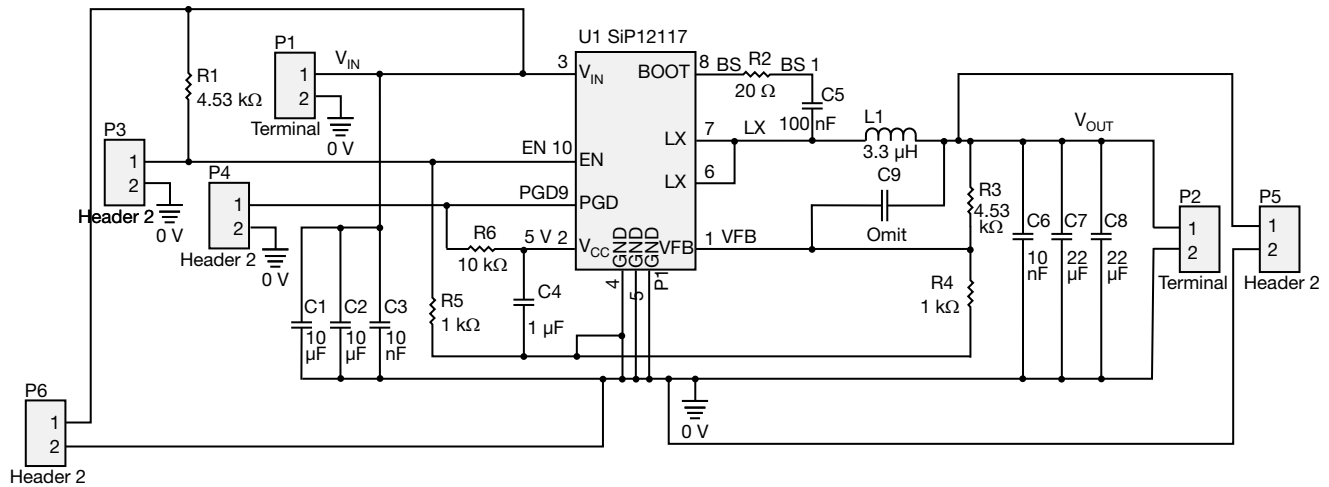 U1 SiP12117
P1
VIN
1
2
Terminal
0 V
R1
4.53 kΩ
3
VIN
BOOT
8
BS
R2
BS 1
20 Ω
C5
100 nF
P3
1
2
Header 2
0 V
EN 10
EN
LX
7
LX
LX
6
L1
3.3 µH
VOUT
P4
1
2
Header 2
0 V
PGD9
PGD
C9
Omit
R3
4.53
kΩ
R6
10 kΩ
5 V 2
VCC
GND
GND
GND
VFB
1 VFB
4
5
P1
C6
10
nF
C7
22
µF
C8
22
µF
P2
1
2
Terminal
P5
1
2
Header 2
R4
1 kΩ
R5
1 kΩ
C4
1 µF
C1
10
µF
C2
10
µF
C3
10
nF
0 V
P6
1
2
Header 2